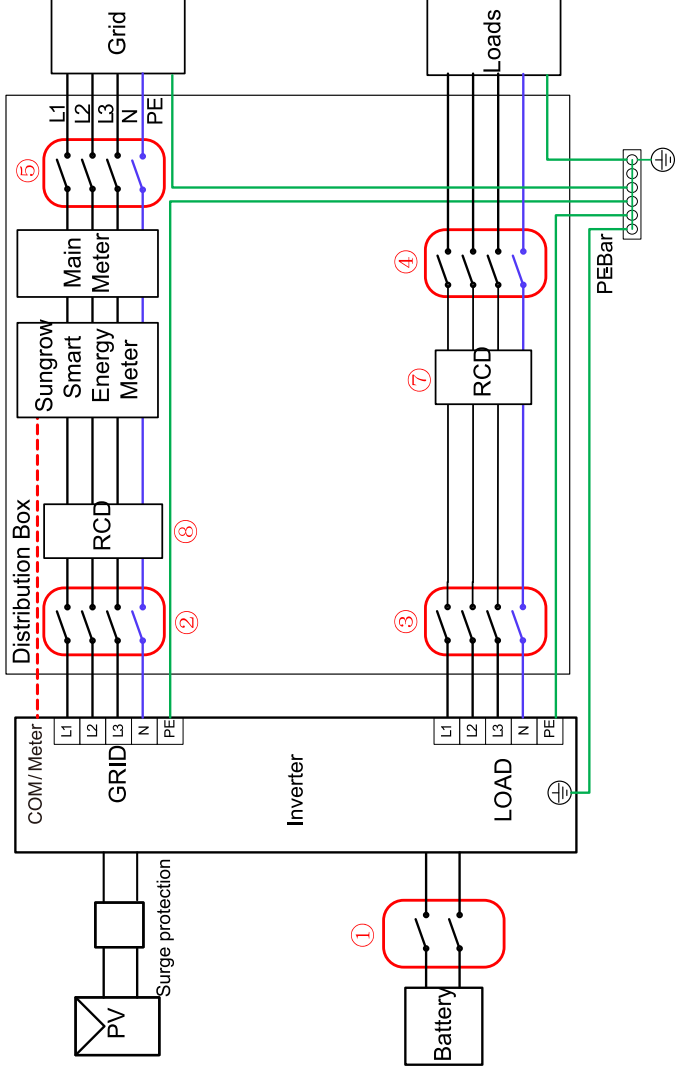 Grid
Loads
L1
L2
L3
N
PE
⑤
Main
Meter
④
PE Bar
Sungrow
Smart
Energy
Meter
⑦
RCD
Distribution Box
RCD
⑧
②
③
COM/Meter
L1
L2
L3
N
PE
GRID
Inverter
L1
L2
L3
N
PE
LOAD
Surge protection
①
PV
Battery